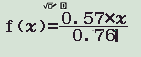 √▫ ▫
f(x)=0.57×x
0.76